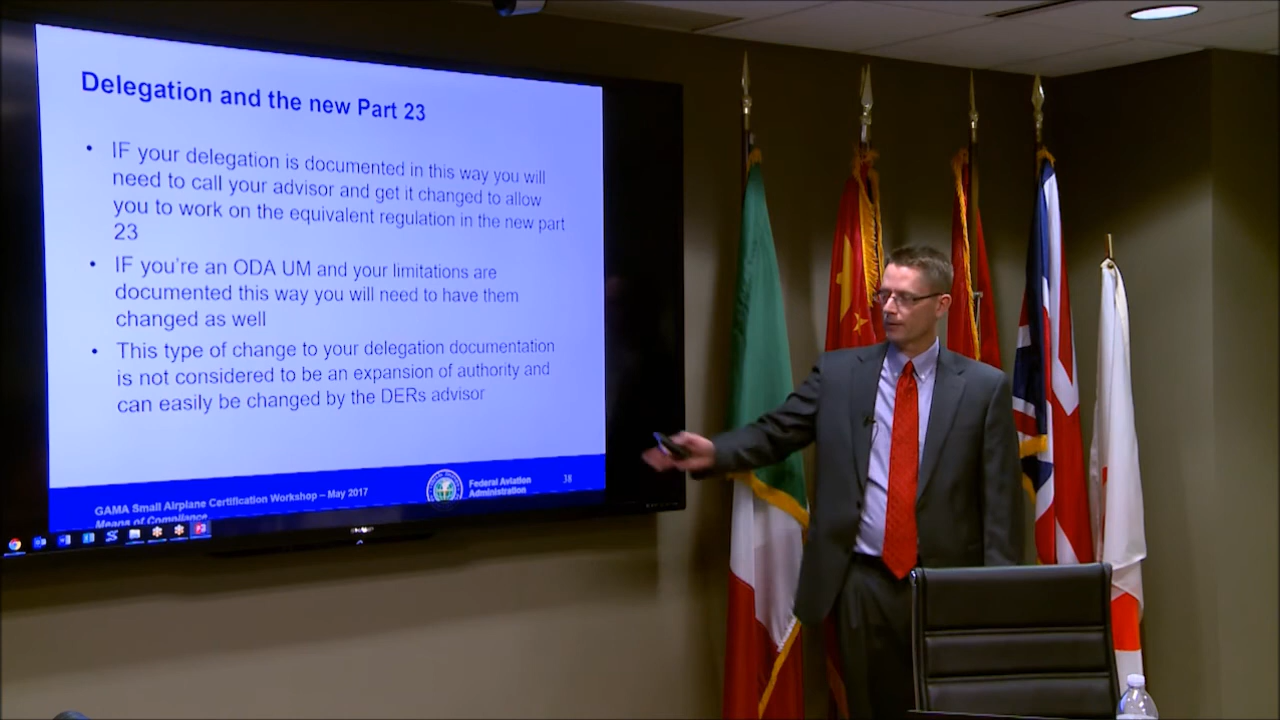 Delegation and the new Part 23
• IF your delegation is documented in this way you will
need to call your advisor and get it changed to allow
you to work on the equivalent regulation in the new part
23
• IF you're an ODA UM and your limitations are
documented this way you will need to have them
changed as well
• This type of change to your delegation documentation
is not considered to be an expansion of authority and
can easily be changed by the DERs advisor
GAMA Small Airplane Certification Workshop – May 2017
Means of Compliance
Federal Aviation
Administration
38